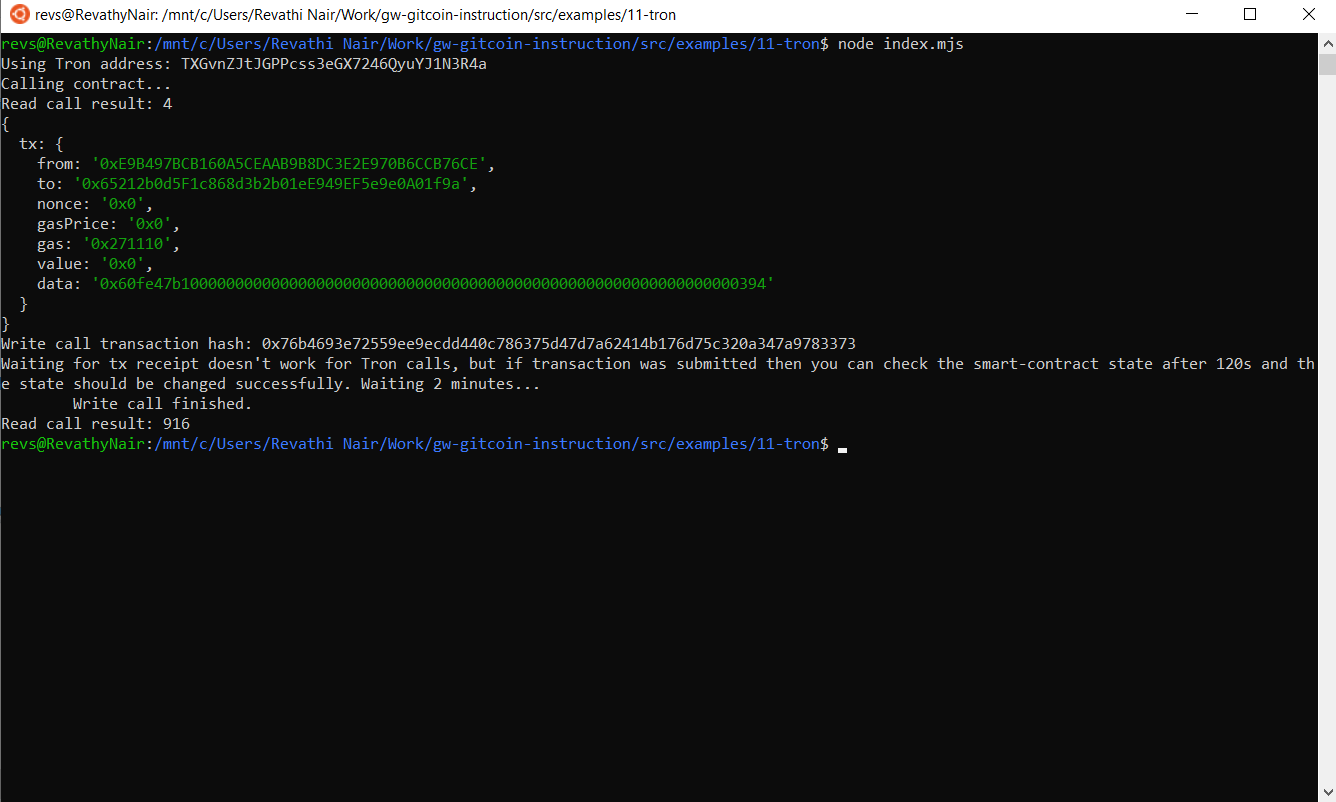 revs@RevathyNair: /mnt/c/Users/Revathi Nair/Work/gw-gitcoin-instruction/src/examples/11-tron
revs@RevathyNair:/mnt/c/Users/Revathi Nair/Work/gw-gitcoin-instruction/src/examples/11-tron$ node index.mjs
Using Tron address: TXGvnZJtJGPPcss3eGX7246QyuYJ1N3R4a
Calling contract...
Read call result: 4
{
  tx: {
    from: '0xE9B497BCB160A5CEAAB9B8DC3E2E970B6CCB76CE',
    to: '0x65212b0d5F1c868d3b2b01eE949EF5e9e0A01f9a',
    nonce: '0x0',
    gasPrice: '0x0',
    gas: '0x271110',
    value: '0x0',
    data: '0x60fe47b10000000000000000000000000000000000000000000000000000000000000394'
  }
}
Write call transaction hash: 0x76b4693e72559ee9ecdd440c786375d47d7a62414b176d75c320a347a9783373
Waiting for tx receipt doesn't work for Tron calls, but if transaction was submitted then you can check the smart-contract state after 120s and th
e state should be changed successfully. Waiting 2 minutes...
        Write call finished.
Read call result: 916
revs@RevathyNair:/mnt/c/Users/Revathi Nair/Work/gw-gitcoin-instruction/src/examples/11-tron$